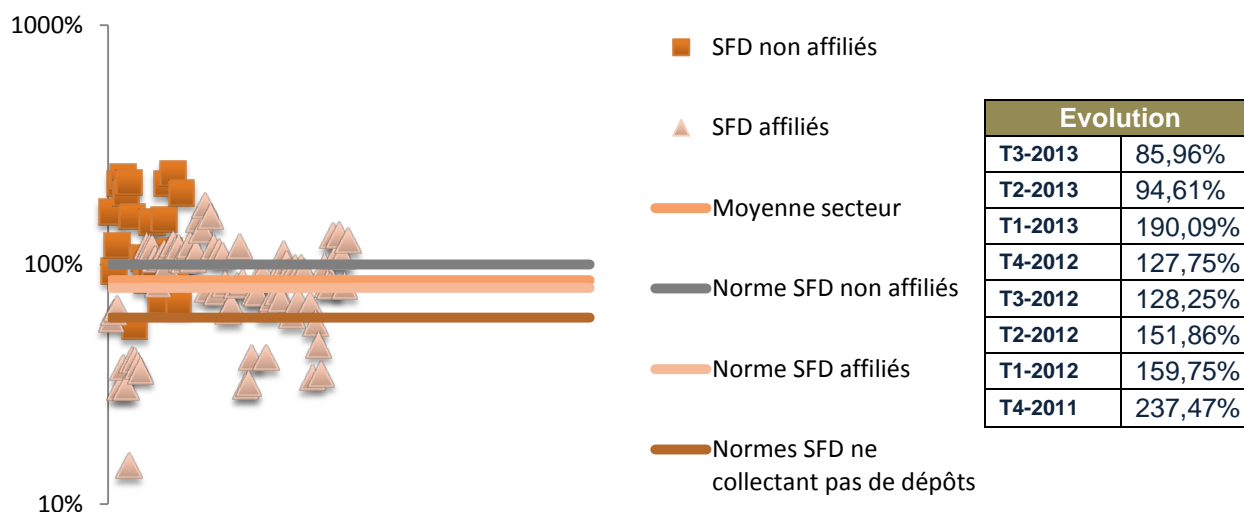 1000%
100%
10%
SFD non affiliés
SFD affiliés
Moyenne secteur
Norme SFD non affiliés
Norme SFD affiliés
Normes SFD ne
collectant pas de dépôts
Evolution
T3-2013 85,96%
T2-2013 94,61%
T1-2013 190,09%
T4-2012 127,75%
T3-2012 128,25%
T2-2012 151,86%
T1-2012 159,75%
T4-2011 237,47%